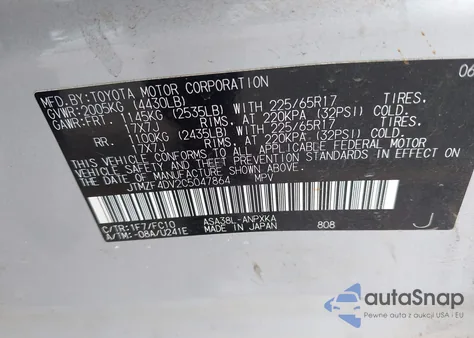 MFD.BY:TOYOTA MOTOR CORPORATION 06
GVWR:2005KG (4430LB)
GAWR:FRT. 1145KG (2535LB) WITH 225/65R17 TIRES.
17X7J RIMS.AT 220KPA (32PSI) COLD.
RR. 1100KG (2435LB) WITH 225/65R17 TIRES.
17X7J RIMS.AT 220KPA (32PSI) COLD.
THIS VEHICLE CONFORMS TO ALL APPLICABLE FEDERAL MOTOR
VEHICLE SAFETY BUMPER, AND THEFT PREVENTION STANDARDS IN EFFECT ON
THE DATE OF MANUFACTURE SHOWN ABOVE.
JTMZF4DV2C5047864 MPV
C/TR:1F7/FC10 ASA38L-ANPXKA J
A/TM:-08A/U241E MADE IN JAPAN 808
autoSnap
Pewne auta z aukcji USA i EU